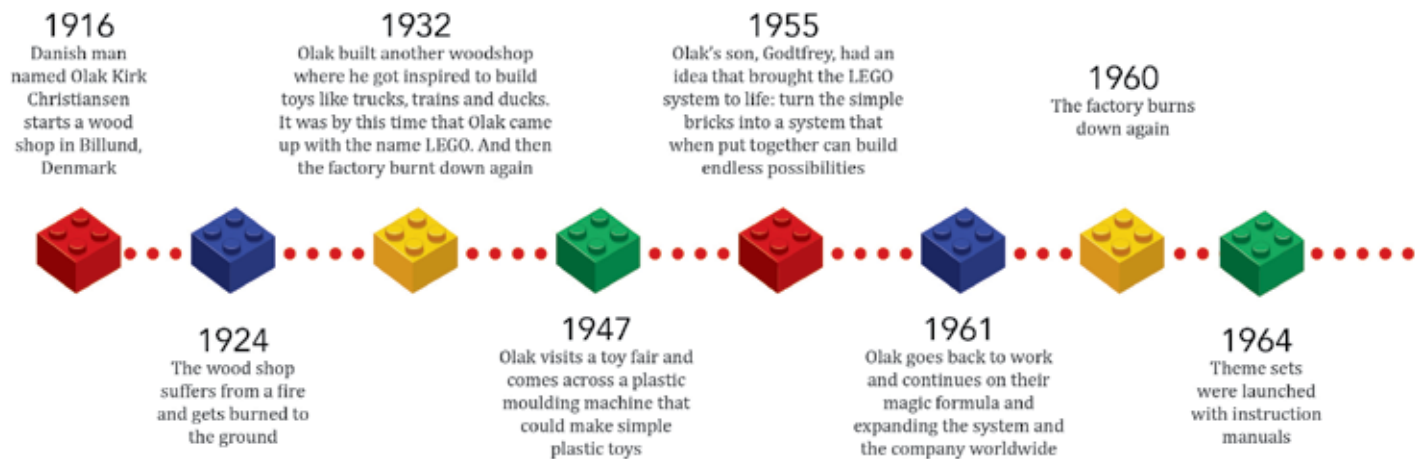 1916
Danish man
named Olak Kirk
Christiansen
starts a wood
shop in Billund,
Denmark
1924
The wood shop
suffers from a fire
and gets burned to
the ground
1932
Olak built another woodshop
where he got inspired to build
toys like trucks, trains and ducks.
It was by this time that Olak came
up with the name LEGO. And then
the factory burnt down again
1947
Olak visits a toy fair and
comes across a plastic
moulding machine that
could make simple
plastic toys
1955
Olak's son, Godtfrey, had an
idea that brought the LEGO
system to life: turn the simple
bricks into a system that
when put together can build
endless possibilities
1961
Olak goes back to work
and continues on their
magic formula and
expanding the system and
the company worldwide
1960
The factory burns
down again
1964
Theme sets
were launched
with instruction
manuals